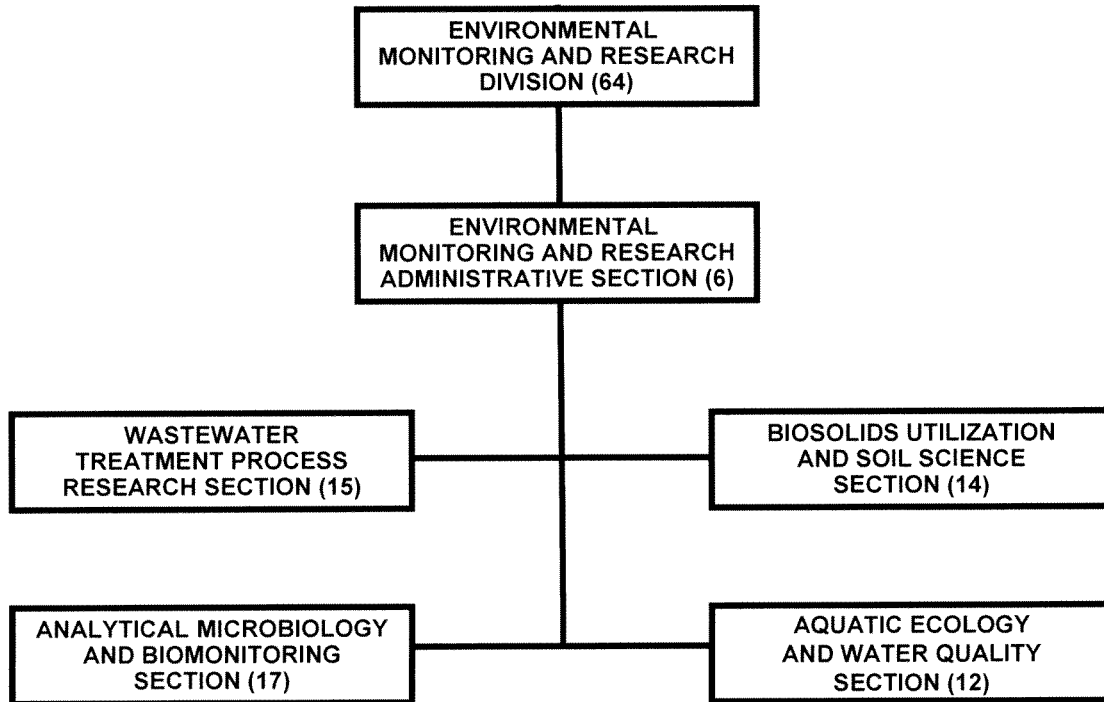 ENVIRONMENTAL
MONITORING AND RESEARCH
DIVISION (64)
ENVIRONMENTAL
MONITORING AND RESEARCH
ADMINISTRATIVE SECTION (6)
WASTEWATER
TREATMENT PROCESS
RESEARCH SECTION (15)
BIOSOLIDS UTILIZATION
AND SOIL SCIENCE
SECTION (14)
ANALYTICAL MICROBIOLOGY
AND BIOMONITORING
SECTION (17)
AQUATIC ECOLOGY
AND WATER QUALITY
SECTION (12)